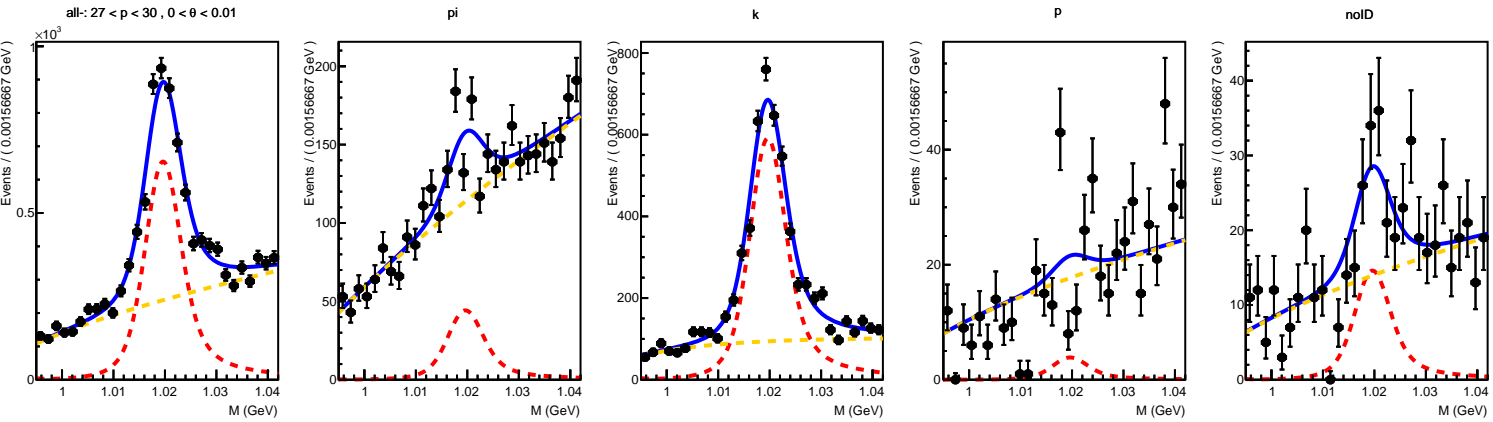 all-: 27 < p < 30 , 0 < θ < 0.01
×10³
1
0.5
0
Events / ( 0.00156667 GeV )
1 1.01 1.02 1.03 1.04
M (GeV)
pi
200
150
100
50
0
Events / ( 0.00156667 GeV )
1 1.01 1.02 1.03 1.04
M (GeV)
k
800
600
400
200
0
Events / ( 0.00156667 GeV )
1 1.01 1.02 1.03 1.04
M (GeV)
p
40
20
0
Events / ( 0.00156667 GeV )
1 1.01 1.02 1.03 1.04
M (GeV)
noID
40
30
20
10
0
Events / ( 0.00156667 GeV )
1 1.01 1.02 1.03 1.04
M (GeV)